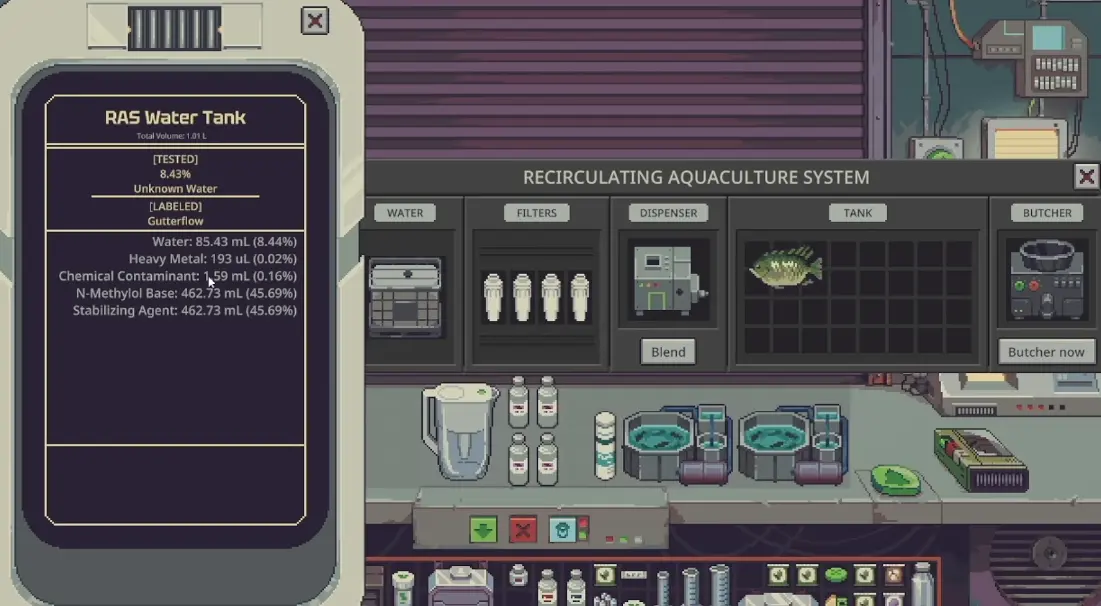 RAS Water Tank
Total Volume: 1.01 L
[TESTED]
8.43%
Unknown Water
[LABELED]
Gutterflow
Water: 85.43 mL (8.44%)
Heavy Metal: 193 uL (0.02%)
Chemical Contaminant: 1.59 mL (0.16%)
N-Methylol Base: 462.73 mL (45.69%)
Stabilizing Agent: 462.73 mL (45.69%)
RECIRCULATING AQUACULTURE SYSTEM
WATER
FILTERS
DISPENSER
TANK
BUTCHER
Blend
Butcher now